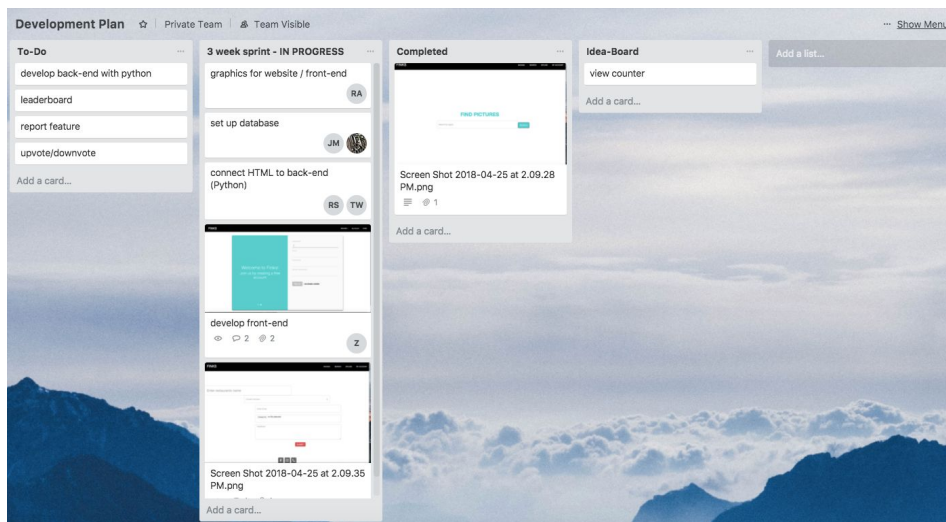 Development Plan
Private Team
Team Visible
... Show Menu
To-Do
develop back-end with python
leaderboard
report feature
upvote/downvote
Add a card...
3 week sprint - IN PROGRESS
graphics for website / front-end
RA
set up database
JM
connect HTML to back-end
(Python)
RS TW
develop front-end
2 2
Z
Screen Shot 2018-04-25 at 2.09.35
PM.png
Add a card...
Completed
FIND PICTURES
Screen Shot 2018-04-25 at 2.09.28
PM.png
1
Add a card...
Idea-Board
view counter
Add a card...
Add a list...